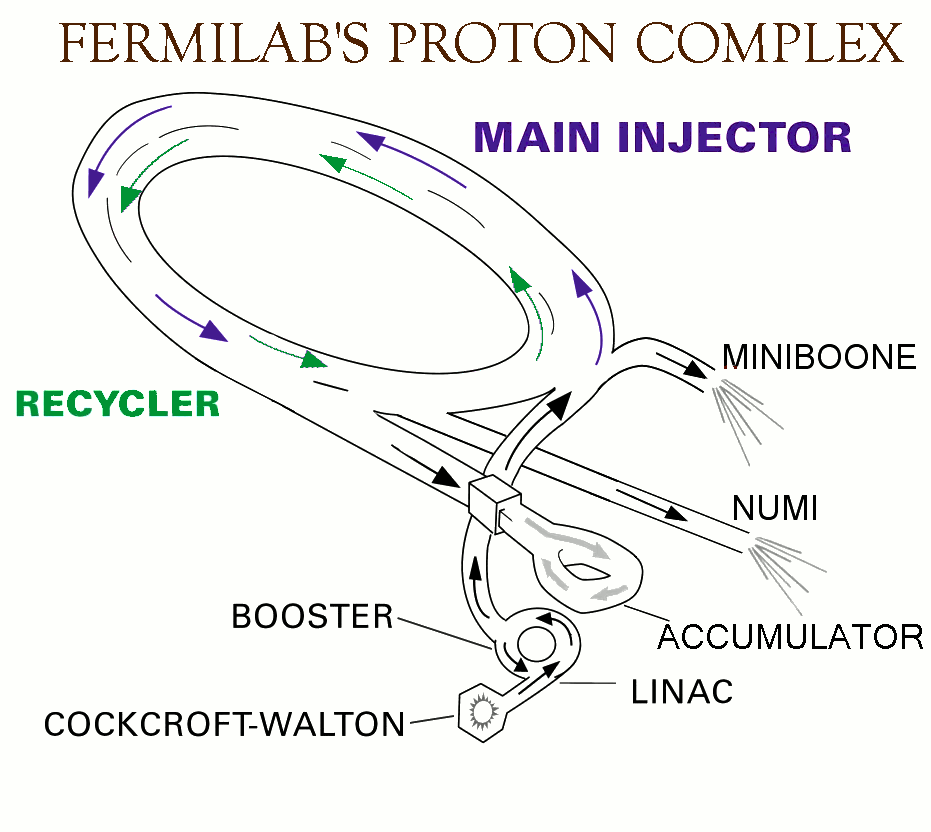 FERMILAB'S PROTON COMPLEX
MAIN INJECTOR
MINIBOONE
RECYCLER
NUMI
BOOSTER
ACCUMULATOR
LINAC
COCKCROFT-WALTON